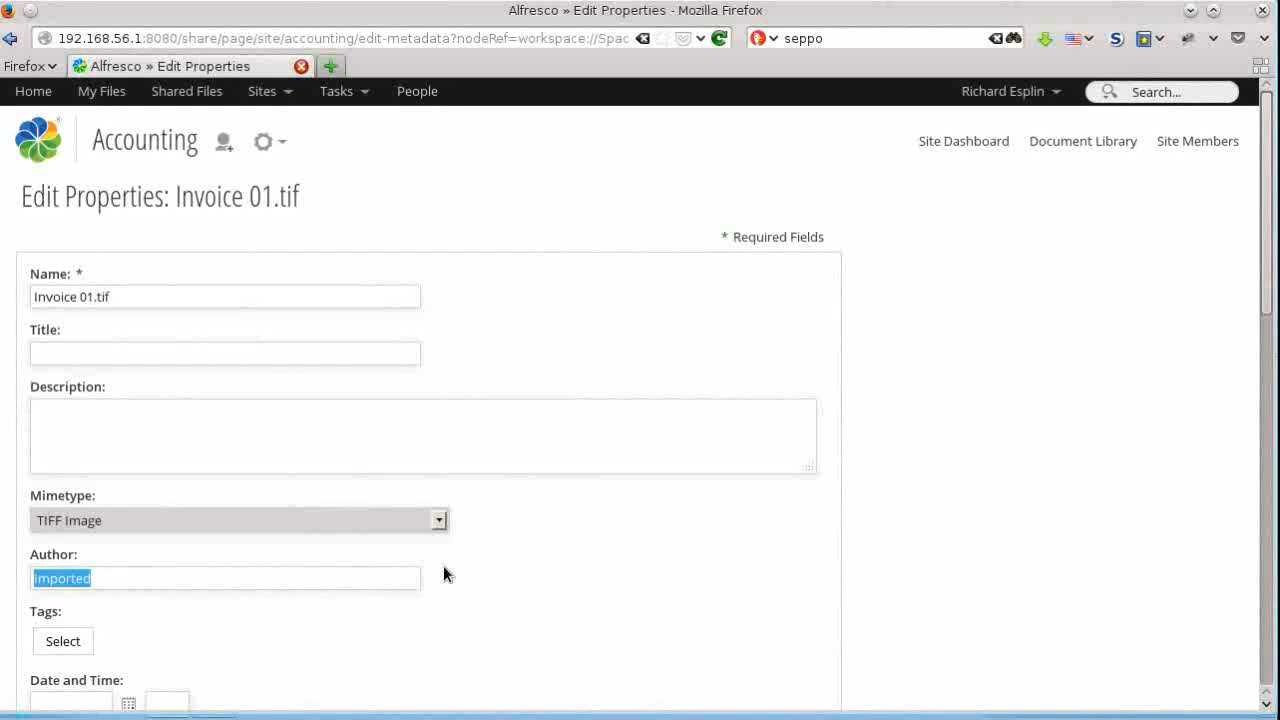 Alfresco » Edit Properties - Mozilla Firefox
192.168.56.1:8080/share/page/site/accounting/edit-metadata?nodeRef=workspace://Spac
seppo
Firefox
Alfresco » Edit Properties
Home My Files Shared Files Sites Tasks People Richard Esplin Search...
Accounting
Site Dashboard Document Library Site Members
Edit Properties: Invoice 01.tif
* Required Fields
Name: *
Invoice 01.tif
Title:
Description:
Mimetype:
TIFF Image
Author:
imported
Tags:
Select
Date and Time: